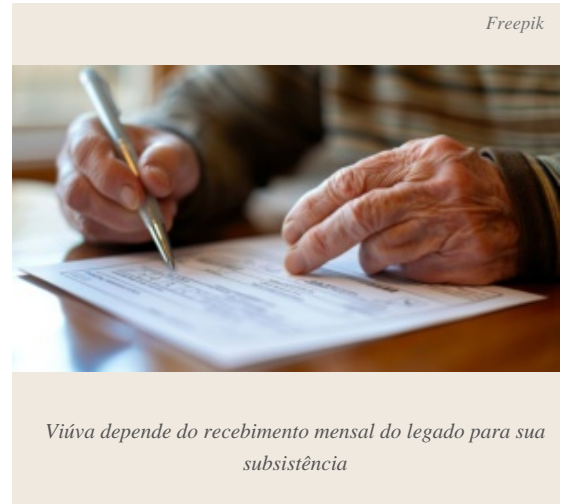 Freepik
Viúva depende do recebimento mensal do legado para sua
subsistência